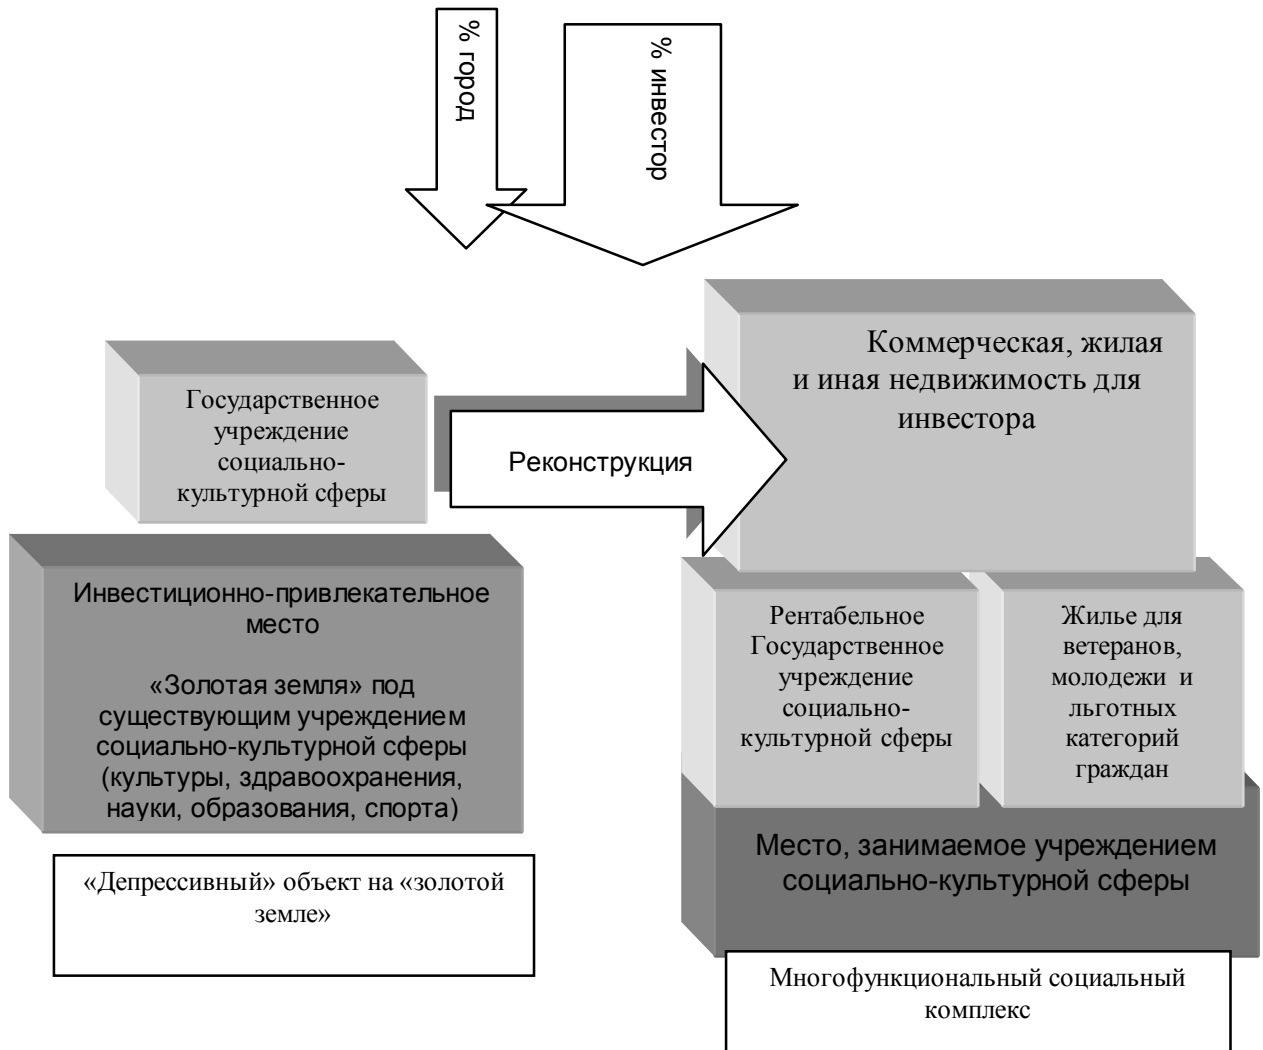 % город
% инвестор
Коммерческая, жилая
и иная недвижимость для
инвестора
Государственное
учреждение
социально-
культурной сферы
Реконструкция
Инвестиционно-привлекательное
место
«Золотая земля» под
существующим учреждением
социально-культурной сферы
(культуры, здравоохранения,
науки, образования, спорта)
Рентабельное
Государственное
учреждение
социально-
культурной сферы
Жилье для
ветеранов,
молодежи и
льготных
категорий
граждан
Место, занимаемое учреждением
социально-культурной сферы
«Депрессивный» объект на «золотой
земле»
Многофункциональный социальный
комплекс